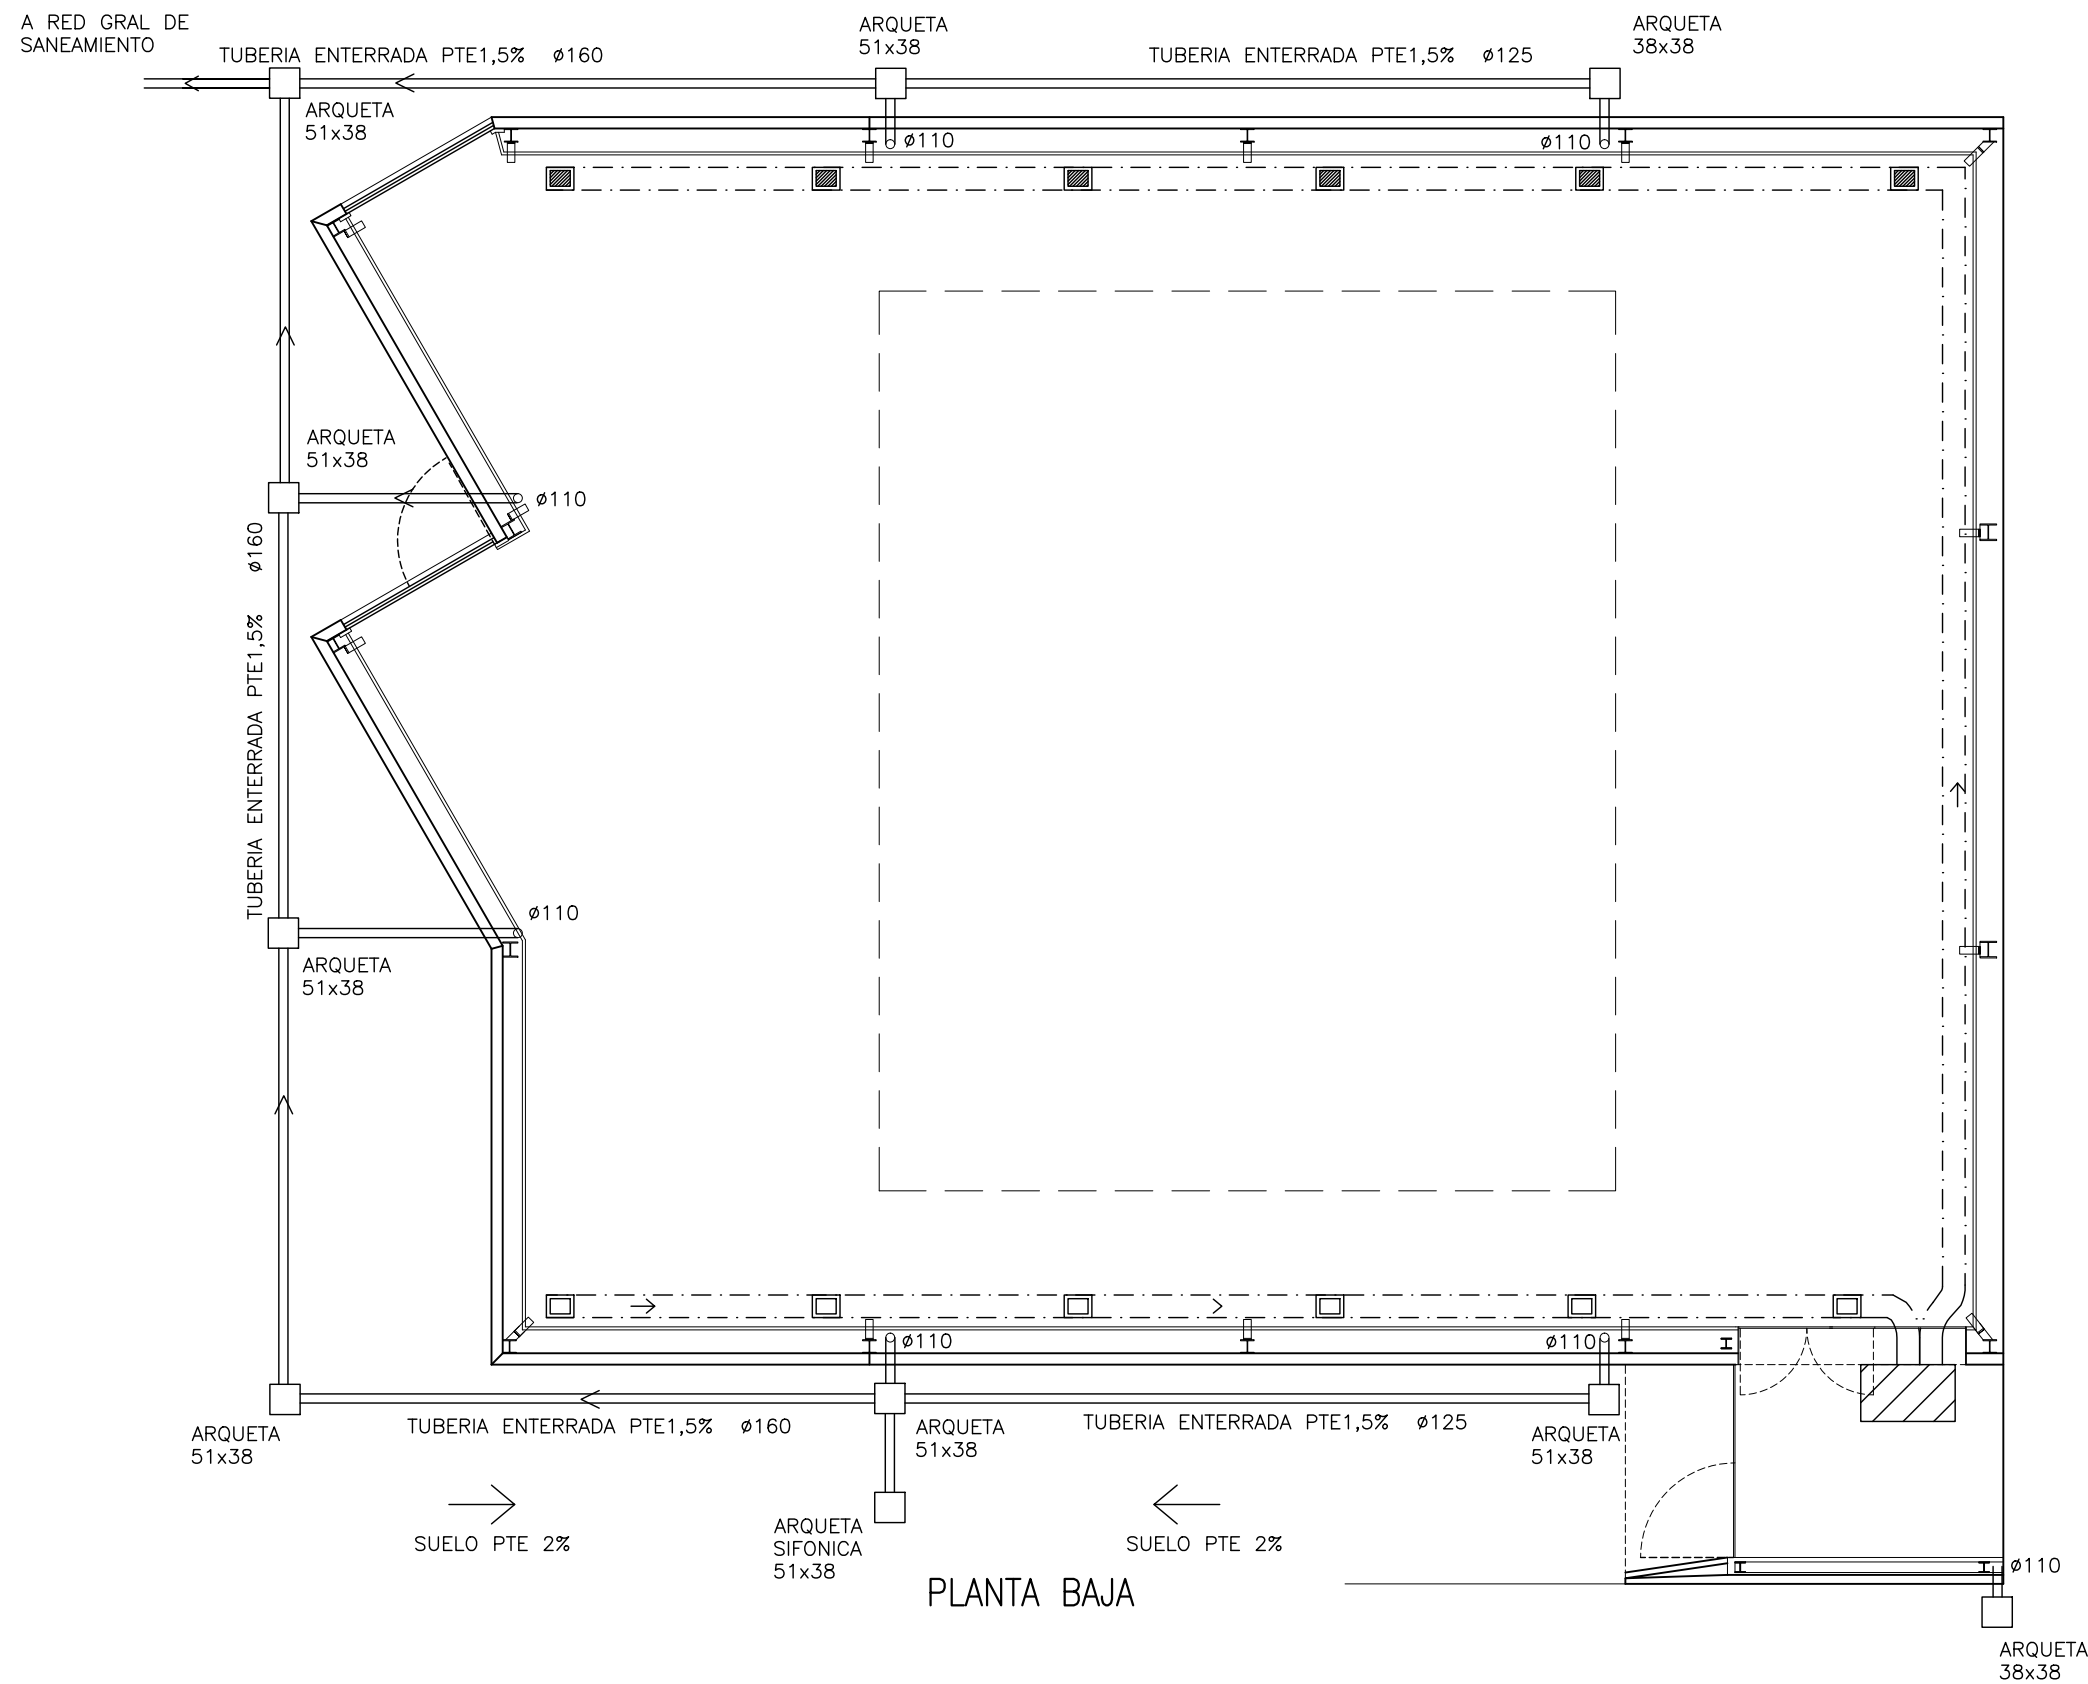 A RED GRAL DE
SANEAMIENTO
TUBERIA ENTERRADA PTE1,5% ø160
ARQUETA
51x38
TUBERIA ENTERRADA PTE1,5% ø125
ARQUETA
38x38
ARQUETA
51x38
ø110
ø110
ARQUETA
51x38
ø110
TUBERIA ENTERRADA PTE1,5% ø160
ø110
ARQUETA
51x38
ø110
ø110
TUBERIA ENTERRADA PTE1,5% ø160
TUBERIA ENTERRADA PTE1,5% ø125
ARQUETA
51x38
ARQUETA
51x38
ARQUETA
51x38
SUELO PTE 2%
ARQUETA
SIFONICA
51x38
SUELO PTE 2%
ø110
PLANTA BAJA
ARQUETA
38x38